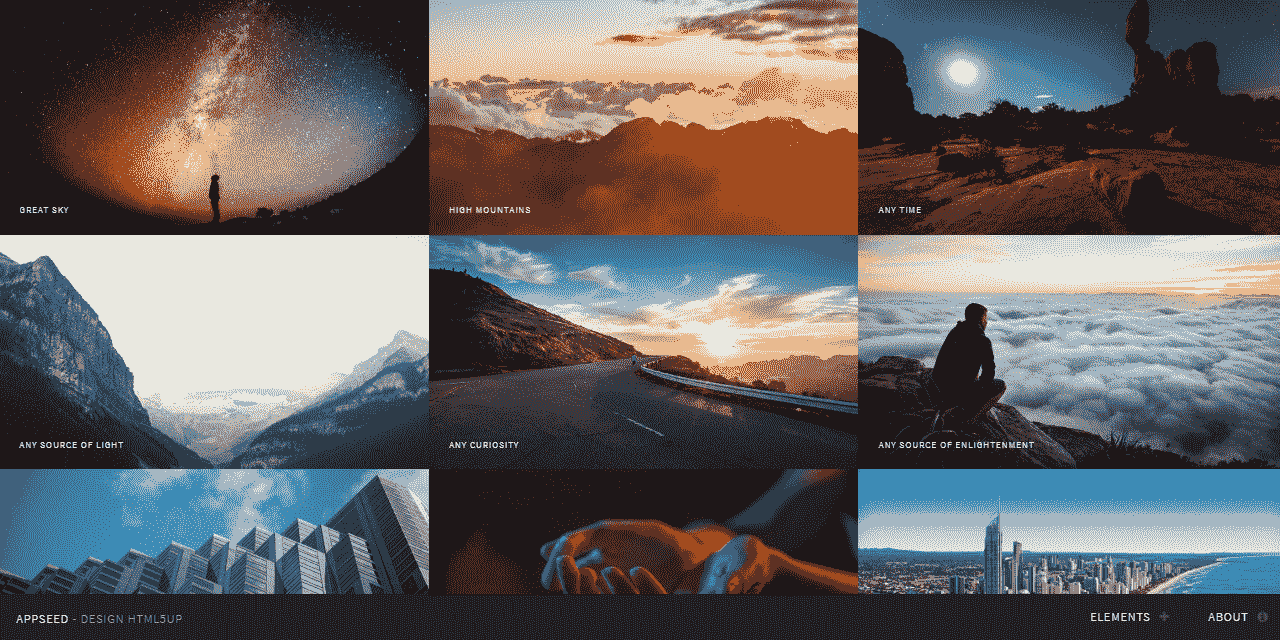 GREAT SKY
HIGH MOUNTAINS
ANY TIME
ANY SOURCE OF LIGHT
ANY CURIOSITY
ANY SOURCE OF ENLIGHTENMENT
APPSEED - DESIGN HTML5UP
ELEMENTS
ABOUT